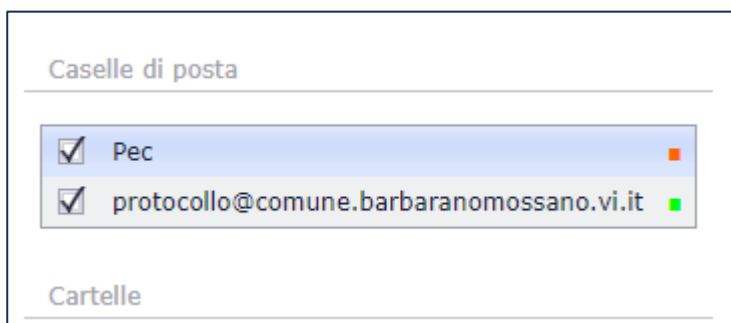 Caselle di posta
Pec
protocollo@comune.barbaranomossano.vi.it
Cartelle